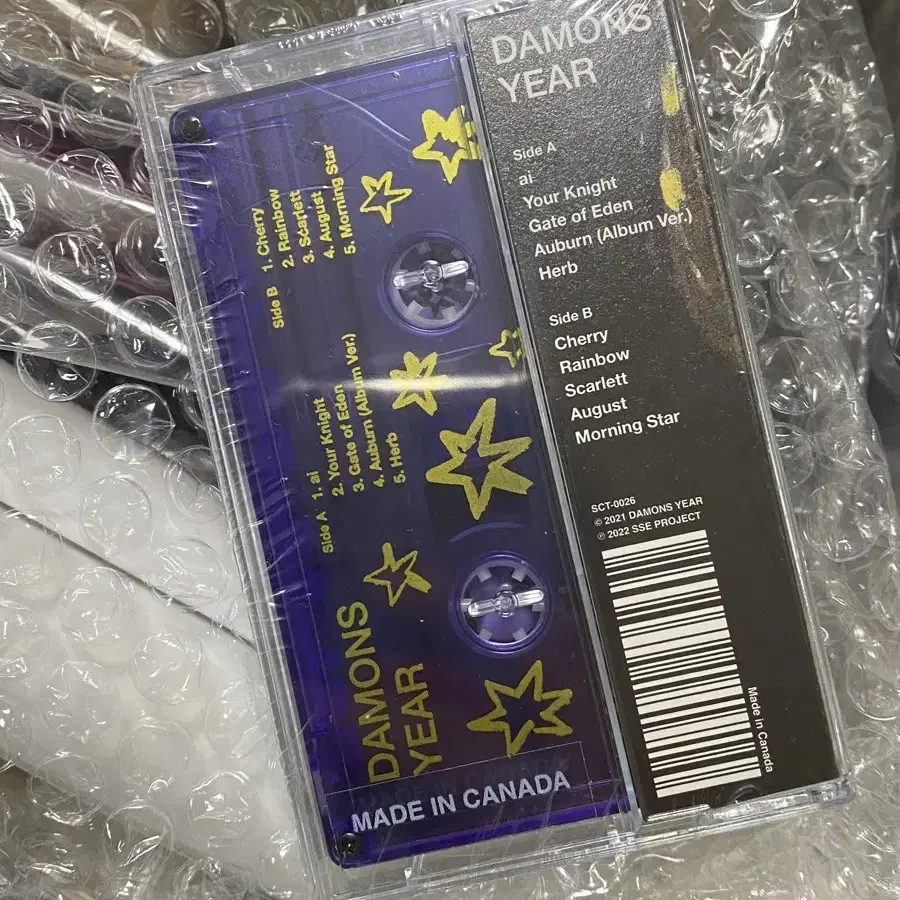 DAMONS
YEAR
Side A
ai
Your Knight
Gate of Eden
Auburn (Album Ver.)
Herb
Side B
Cherry
Rainbow
Scarlett
August
Morning Star
SCT-0026
© 2021 DAMONS YEAR
℗ 2022 SSE PROJECT
Made in Canada
DAMONS
YEAR
Side A
1. ai
2. Your Knight
3. Gate of Eden
4. Auburn (Album Ver.)
5. Herb
Side B
1. Cherry
2. Rainbow
3. Scarlett
4. August
5. Morning Star
MADE IN CANADA